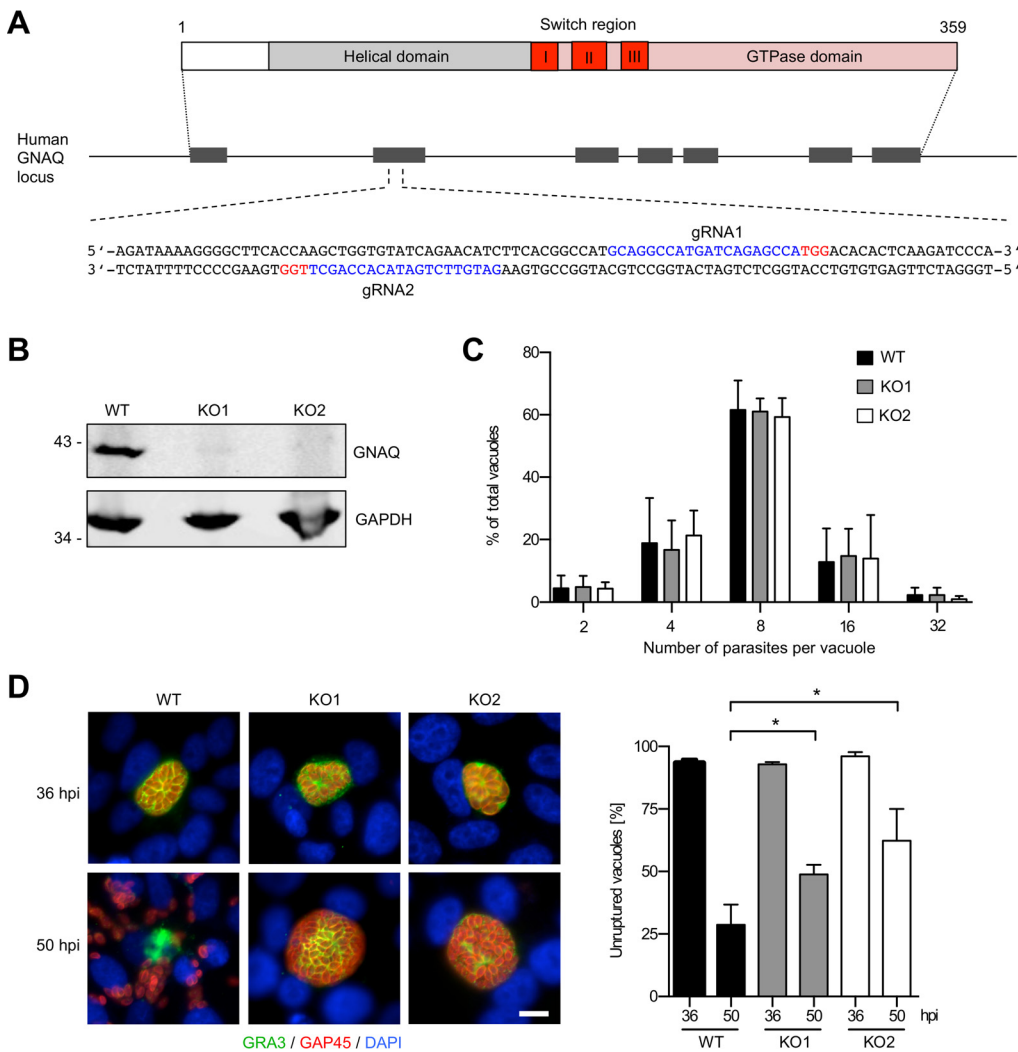 A
1
Switch region
359
Helical domain
I
II
III
GTPase domain
Human
GNAQ
locus
gRNA1
5′-AGATAAAAGGGGCTTCACCAAGCTGGTGTATCAGAACATCTTCACGGCCATGCAGGCCATGATCAGAGCCATGGACACACTCAAGATCCCA-3′
3′-TCTATTTTCCCCGAAGTGGTTCGACCACATAGTCTTGTAGAAGTGCCGGTACGTCCGGTACTAGTCTCGGTACCTGTGTGAGTTCTAGGGT-5′
gRNA2
B
WT KO1 KO2
43 -
GNAQ
GAPDH
34 -
C
80
60
40
20
0
% of total vacuoles
WT
KO1
KO2
2 4 8 16 32
Number of parasites per vacuole
D
WT KO1 KO2
36 hpi
50 hpi
GRA3 / GAP45 / DAPI
*
*
100
75
50
25
0
Unruptured vacuoles [%]
36 50 36 50 36 50 hpi
WT KO1 KO2